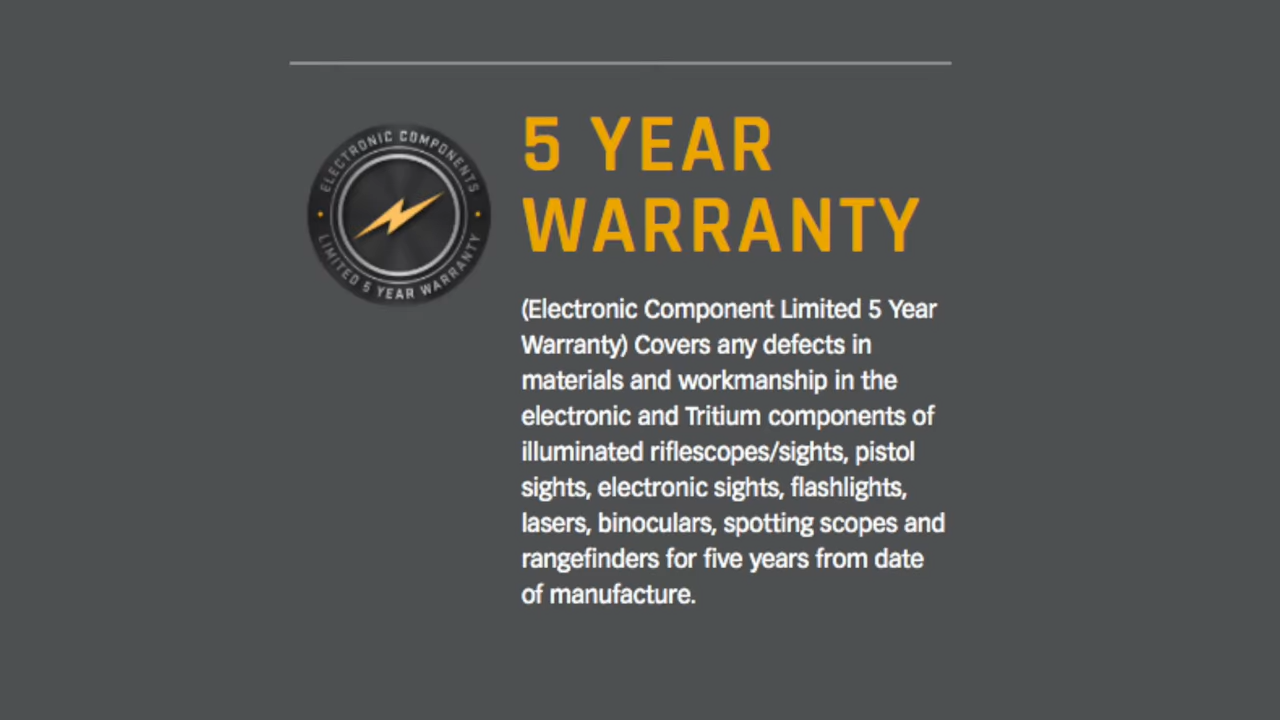 ELECTRONIC COMPONENTS
LIMITED 5 YEAR WARRANTY
5 YEAR
WARRANTY
(Electronic Component Limited 5 Year
Warranty) Covers any defects in
materials and workmanship in the
electronic and Tritium components of
illuminated riflescopes/sights, pistol
sights, electronic sights, flashlights,
lasers, binoculars, spotting scopes and
rangefinders for five years from date
of manufacture.